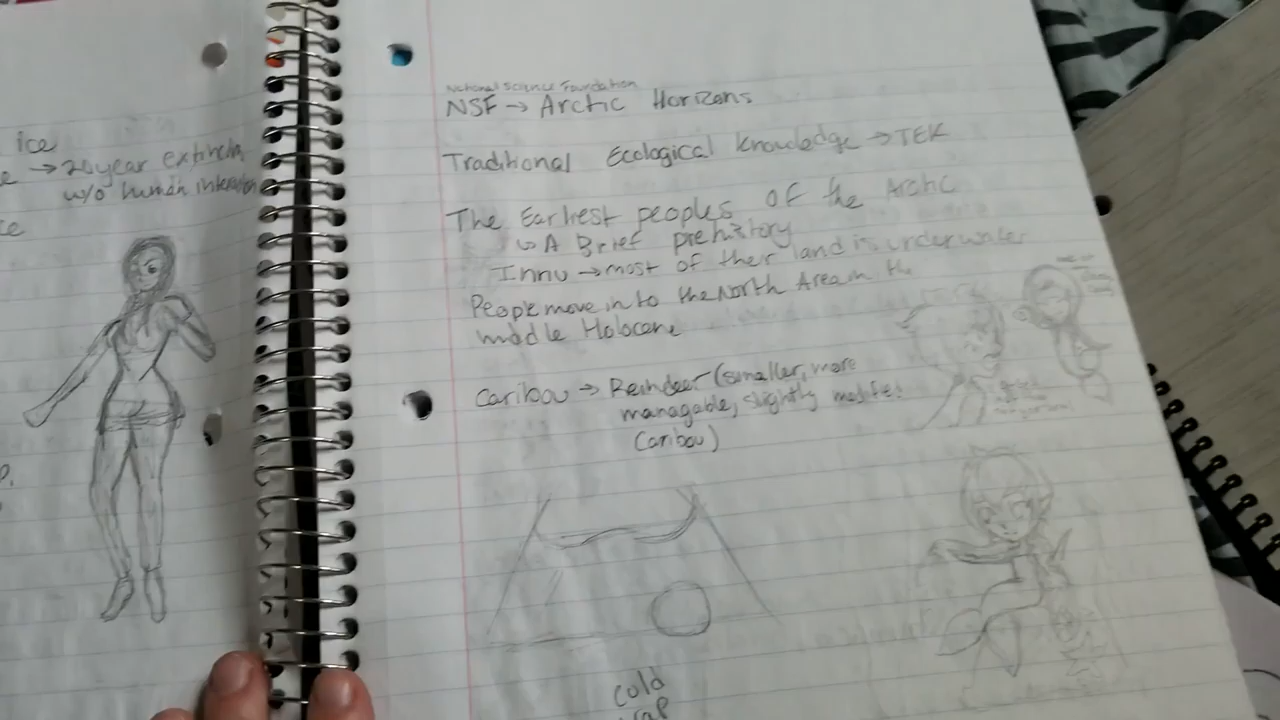 ice
→ 20 year extinction
w/o human interaction
National Science Foundation
NSF → Arctic Horizons
Traditional Ecological Knowledge → TEK
The Earliest peoples of the Arctic
↳ A Brief prehistory
Innu → most of their land is underwater
People move into the North Area in the
middle Holocene
Caribou → Reindeer (smaller, more
managable, slightly modified
Caribou)
cold
trap